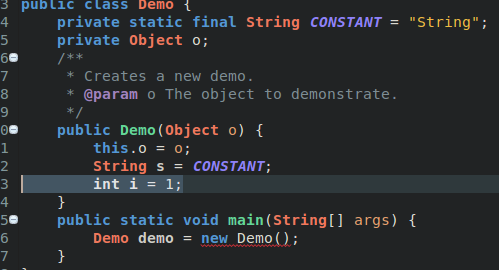 3 public class Demo {
4 private static final String CONSTANT = "String";
5 private Object o;
6 /**
7 * Creates a new demo.
8 * @param o The object to demonstrate.
9 */
0 public Demo(Object o) {
1 this.o = o;
2 String s = CONSTANT;
3 int i = 1;
4 }
5 public static void main(String[] args) {
6 Demo demo = new Demo();
7 }